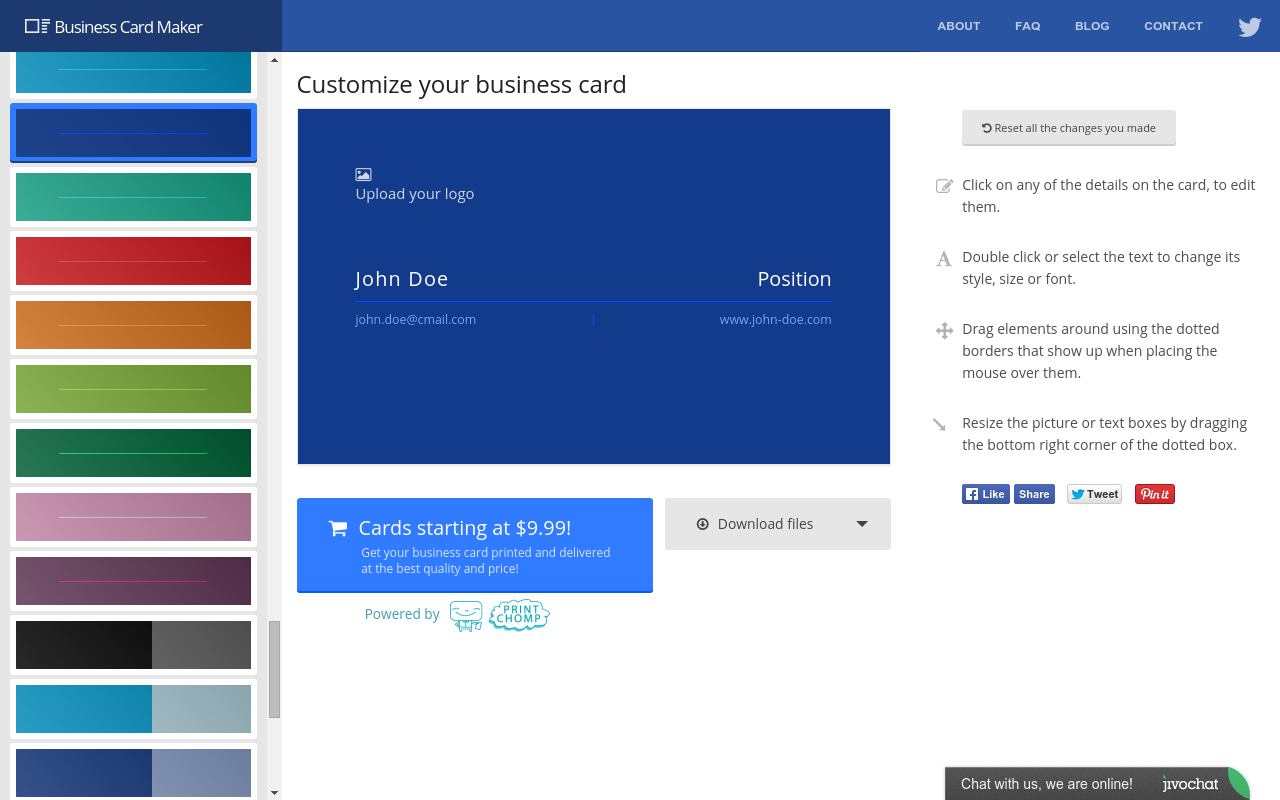 Business Card Maker
ABOUT
FAQ
BLOG
CONTACT
Customize your business card
Upload your logo
John Doe
Position
john.doe@cmail.com
www.john-doe.com
Cards starting at $9.99!
Get your business card printed and delivered
at the best quality and price!
Download files
Powered by
PRINT
CHOMP
Reset all the changes you made
Click on any of the details on the card, to edit
them.
A
Double click or select the text to change its
style, size or font.
Drag elements around using the dotted
borders that show up when placing the
mouse over them.
Resize the picture or text boxes by dragging
the bottom right corner of the dotted box.
Like
Share
Tweet
Pin it
Chat with us, we are online!
jivochat